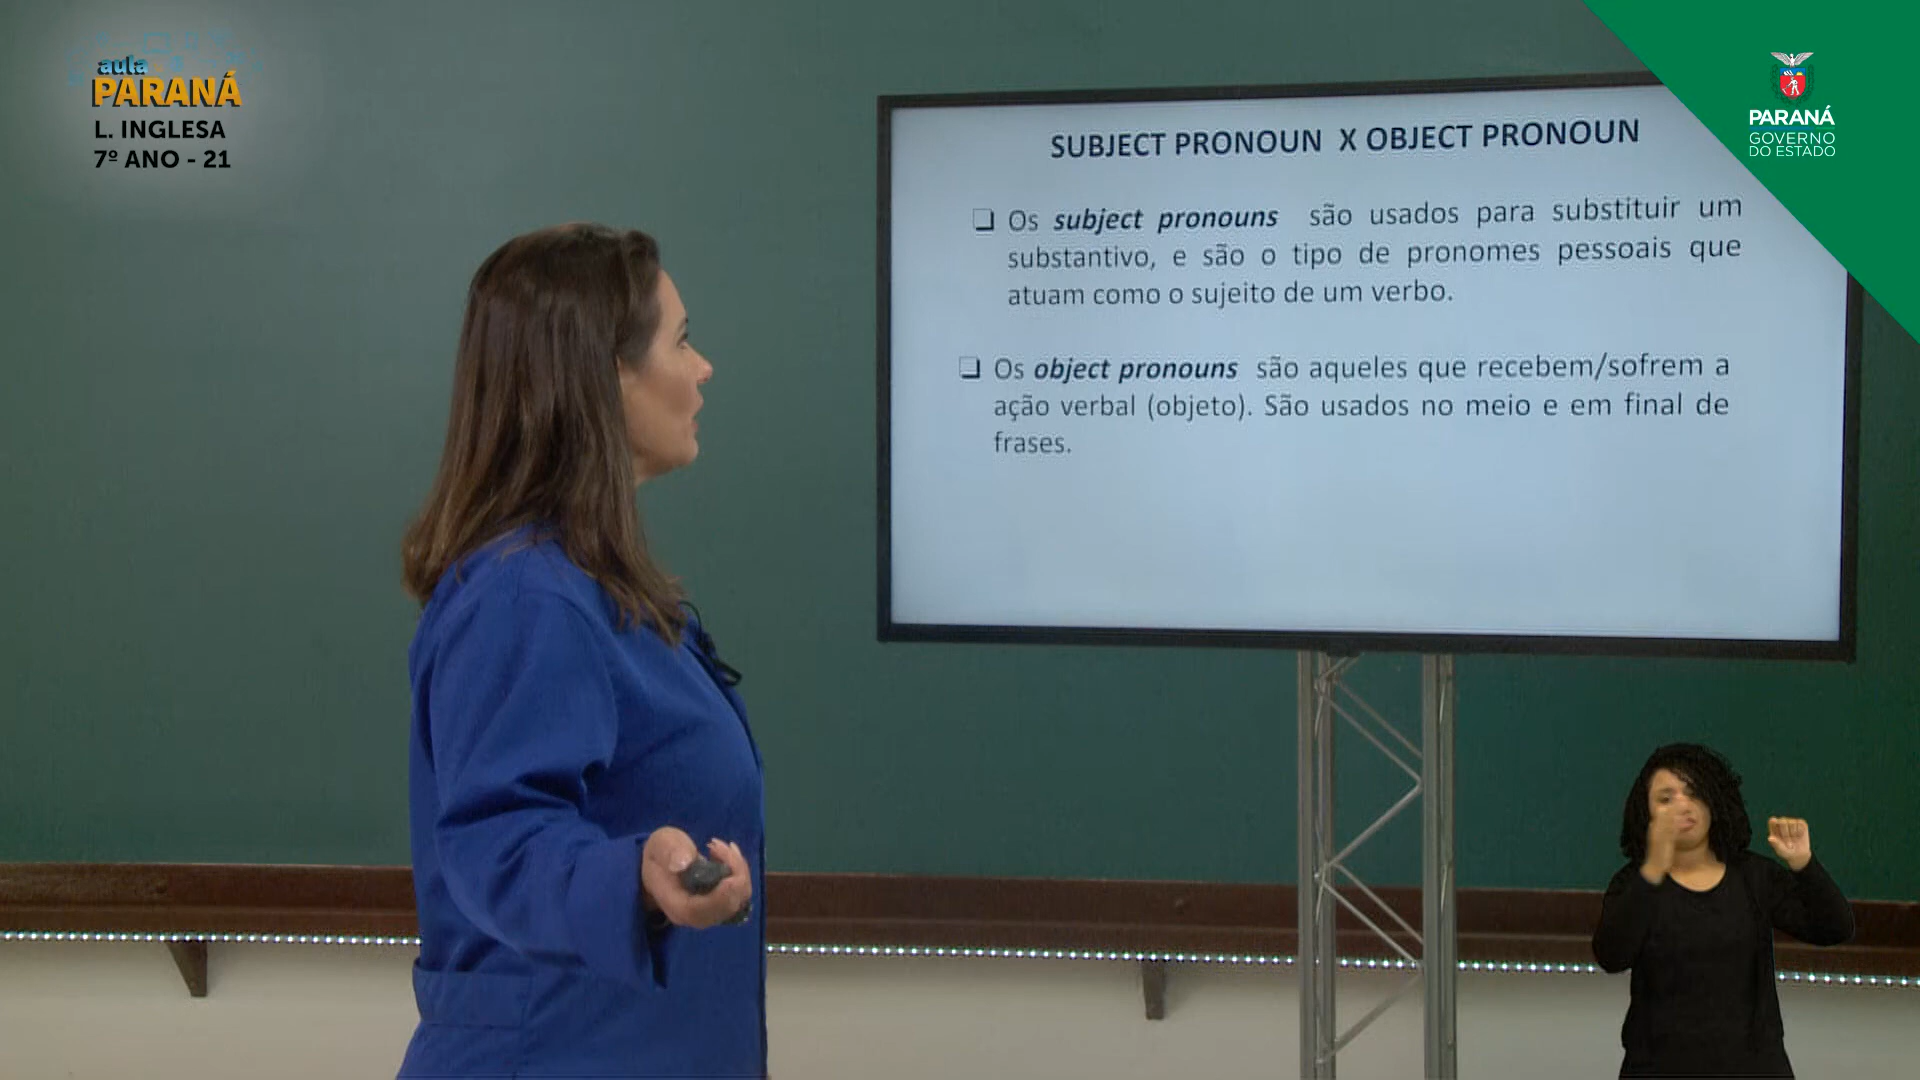 aula
PARANÁ
L. INGLESA
7º ANO - 21
PARANÁ
GOVERNO
DO ESTADO
SUBJECT PRONOUN X OBJECT PRONOUN
❑ Os subject pronouns são usados para substituir um
substantivo, e são o tipo de pronomes pessoais que
atuam como o sujeito de um verbo.
❑ Os object pronouns são aqueles que recebem/sofrem a
ação verbal (objeto). São usados no meio e em final de
frases.